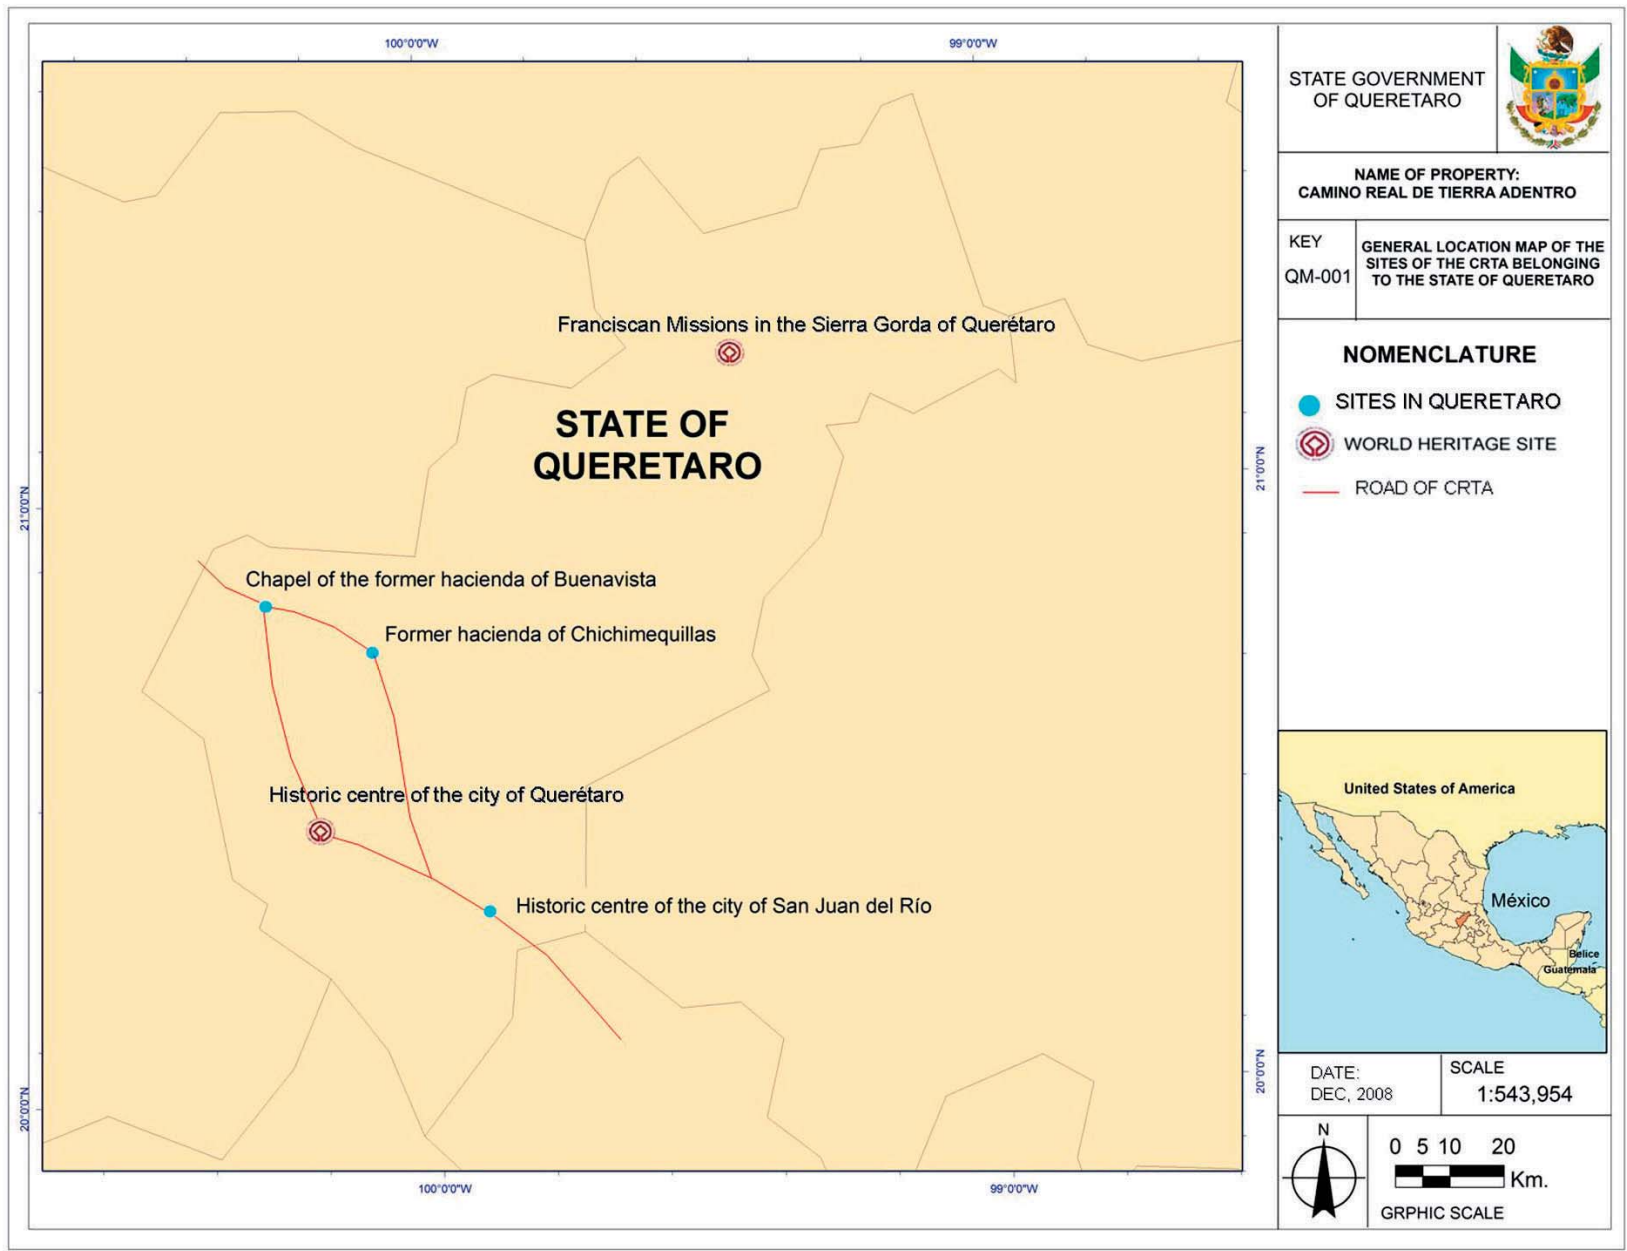 100°0'0"W
99°0'0"W
STATE GOVERNMENT
OF QUERETARO
NAME OF PROPERTY:
CAMINO REAL DE TIERRA ADENTRO
KEY
QM-001
GENERAL LOCATION MAP OF THE
SITES OF THE CRTA BELONGING
TO THE STATE OF QUERETARO
Franciscan Missions in the Sierra Gorda of Querétaro
NOMENCLATURE
SITES IN QUERETARO
WORLD HERITAGE SITE
ROAD OF CRTA
STATE OF
QUERETARO
21°0'0"N
21°0'0"N
Chapel of the former hacienda of Buenavista
Former hacienda of Chichimequillas
Historic centre of the city of Querétaro
Historic centre of the city of San Juan del Río
United States of America
México
Belice
Guatemala
20°0'0"N
20°0'0"N
DATE:
DEC, 2008
SCALE
1:543,954
N
0 5 10 20
Km.
GRPHIC SCALE
100°0'0"W
99°0'0"W